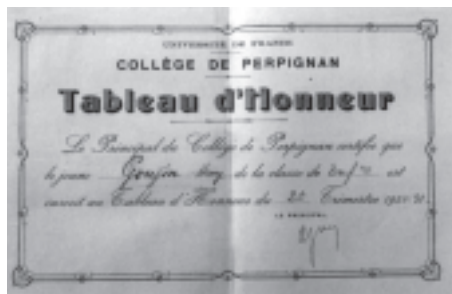 UNIVERSITÉ DE FRANCE
COLLÈGE DE PERPIGNAN
Tableau d'Honneur
Le Principal du Collège de Perpignan certifie que
le jeune de la classe de est
inscrit au Tableau d'Honneur du Trimestre
LE PRINCIPAL